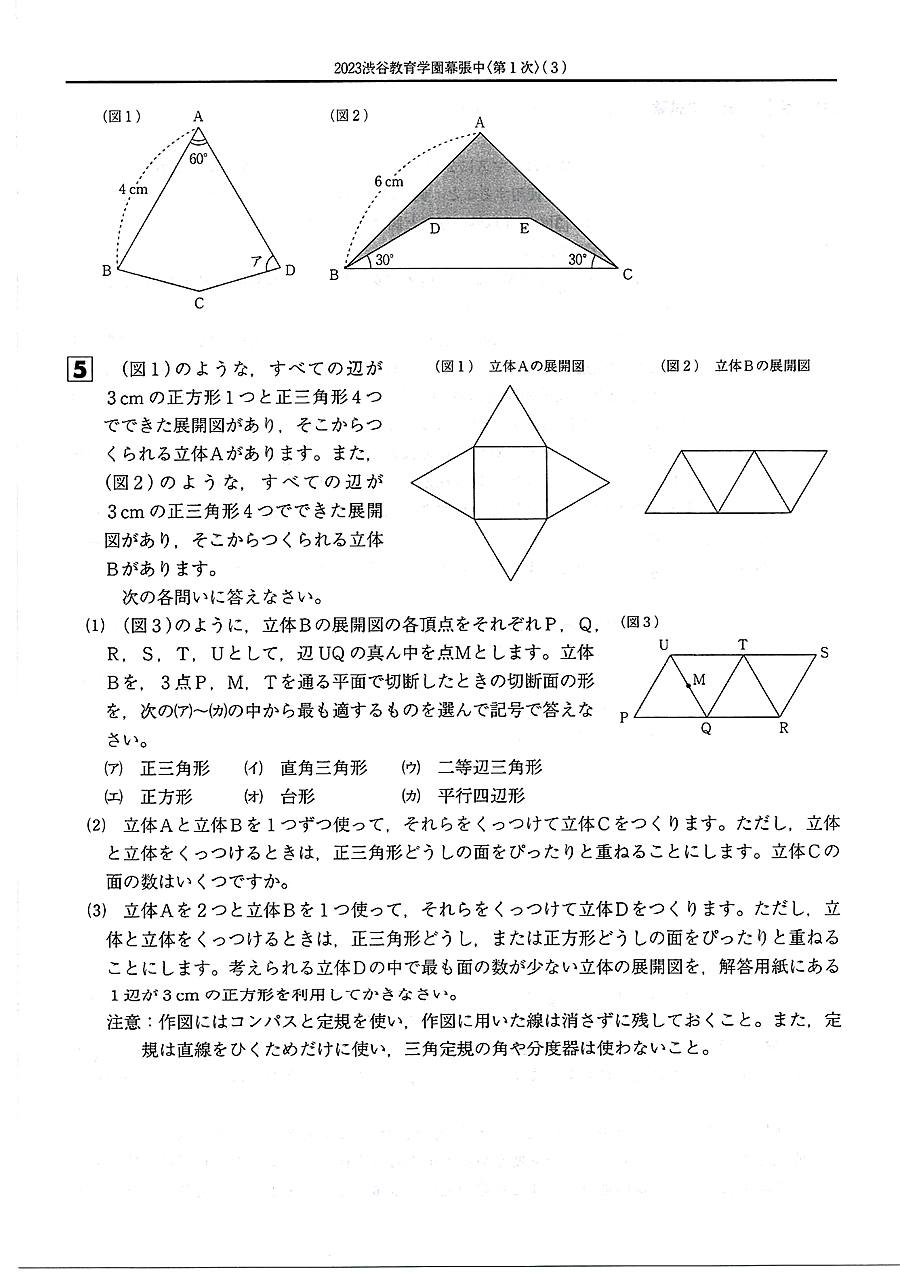 2023渋谷教育学園幕張中〈第1次〉(3)
(図1)
A
60°
4cm
ア
B
D
C
(図2)
A
6cm
D
E
B
30°
30°
C
5
(図1)のような，すべての辺が
3cmの正方形1つと正三角形4つ
でできた展開図があり，そこからつ
くられる立体Aがあります。また，
(図2)のような，すべての辺が
3cmの正三角形4つでできた展開
図があり，そこからつくられる立体
Bがあります。
次の各問いに答えなさい。
(図1) 立体Aの展開図
(図2) 立体Bの展開図
(1) (図3)のように，立体Bの展開図の各頂点をそれぞれP，Q，
R，S，T，Uとして，辺UQの真ん中を点Mとします。立体
Bを，3点P，M，Tを通る平面で切断したときの切断面の形
を，次の(ア)～(カ)の中から最も適するものを選んで記号で答えな
さい。
(図3)
U
T
S
M
P
Q
R
(ア) 正三角形 (イ) 直角三角形 (ウ) 二等辺三角形
(エ) 正方形 (オ) 台形 (カ) 平行四辺形
(2) 立体Aと立体Bを1つずつ使って，それらをくっつけて立体Cをつくります。ただし，立体
と立体をくっつけるときは，正三角形どうしの面をぴったりと重ねることにします。立体Cの
面の数はいくつですか。
(3) 立体Aを2つと立体Bを1つ使って，それらをくっつけて立体Dをつくります。ただし，立
体と立体をくっつけるときは，正三角形どうし，または正方形どうしの面をぴったりと重ねる
ことにします。考えられる立体Dの中で最も面の数が少ない立体の展開図を，解答用紙にある
1辺が3cmの正方形を利用してかきなさい。
注意：作図にはコンパスと定規を使い，作図に用いた線は消さずに残しておくこと。また，定
規は直線をひくためだけに使い，三角定規の角や分度器は使わないこと。